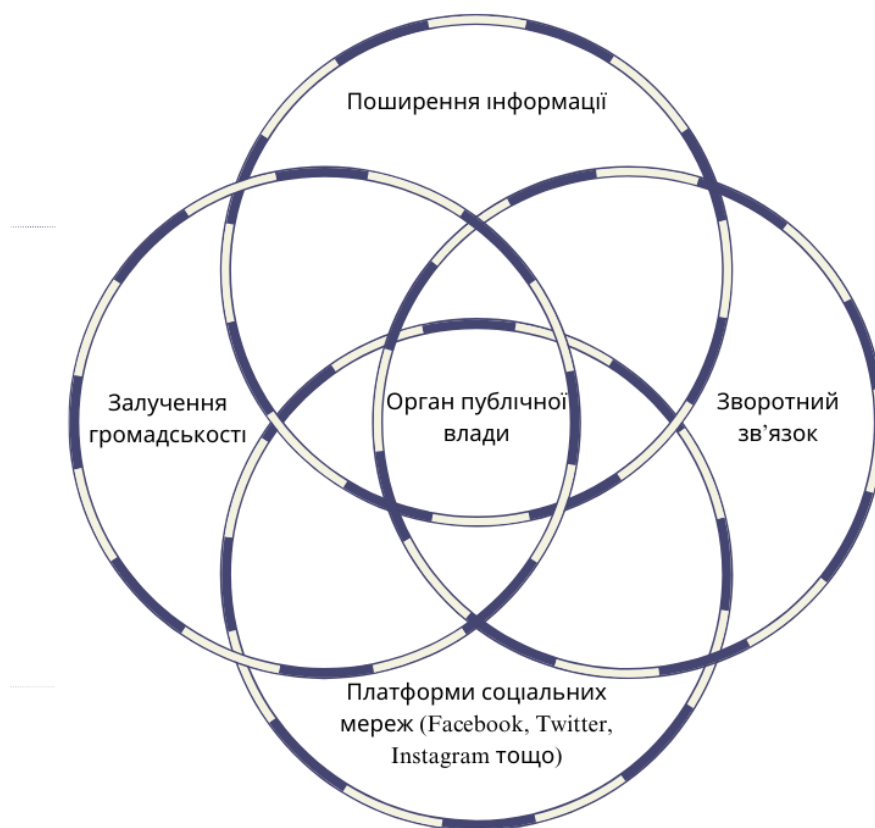 Поширення інформації
Залучення
громадськості
Орган публічної
влади
Зворотний
зв’язок
Платформи соціальних
мереж (Facebook, Twitter,
Instagram тощо)